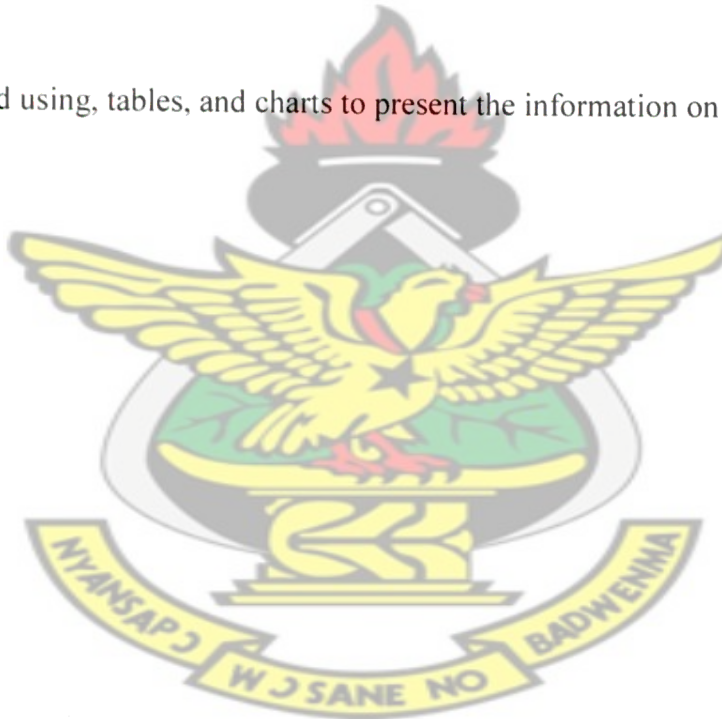 d using, tables, and charts to present the information on
NYANSAPƆ
WƆSANE NO
BADWENMA